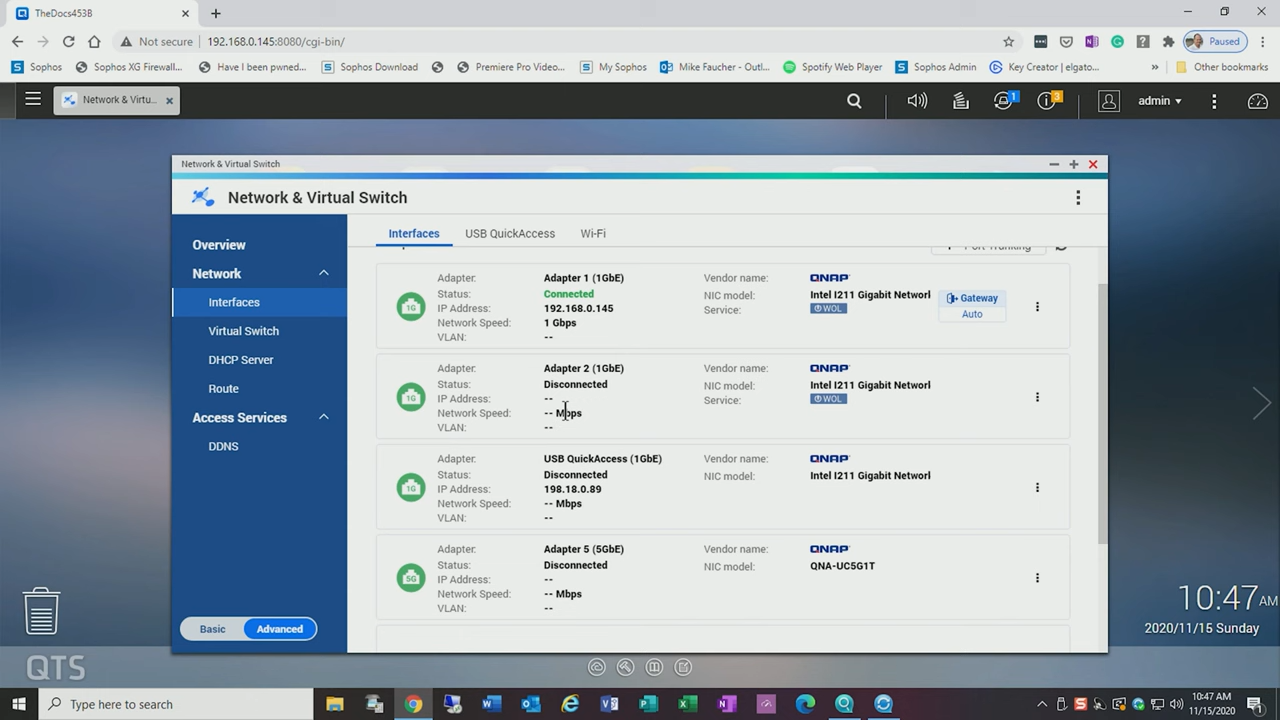 TheDocs453B
Not secure 192.168.0.145:8080/cgi-bin/ Paused
Sophos Sophos XG Firewall... Have I been pwned... Sophos Download Premiere Pro Video... My Sophos Mike Faucher - Outl... Spotify Web Player Sophos Admin Key Creator | elgato... » Other bookmarks
Network & Virtu... 1 3 admin
Network & Virtual Switch
Network & Virtual Switch
Overview
Network
Interfaces
Virtual Switch
DHCP Server
Route
Access Services
DDNS
Basic Advanced
Interfaces USB QuickAccess Wi-Fi
Port Trunking
1G
Adapter: Adapter 1 (1GbE) Vendor name: QNAP
Status: Connected NIC model: Intel I211 Gigabit Networl
IP Address: 192.168.0.145 Service: WOL
Network Speed: 1 Gbps
VLAN: --
Gateway
Auto
1G
Adapter: Adapter 2 (1GbE) Vendor name: QNAP
Status: Disconnected NIC model: Intel I211 Gigabit Networl
IP Address: -- Service: WOL
Network Speed: -- Mbps
VLAN: --
1G
Adapter: USB QuickAccess (1GbE) Vendor name: QNAP
Status: Disconnected NIC model: Intel I211 Gigabit Networl
IP Address: 198.18.0.89
Network Speed: -- Mbps
VLAN: --
5G
Adapter: Adapter 5 (5GbE) Vendor name: QNAP
Status: Disconnected NIC model: QNA-UC5G1T
IP Address: --
Network Speed: -- Mbps
VLAN: --
10:47 AM
2020/11/15 Sunday
QTS
Type here to search
10:47 AM
11/15/2020